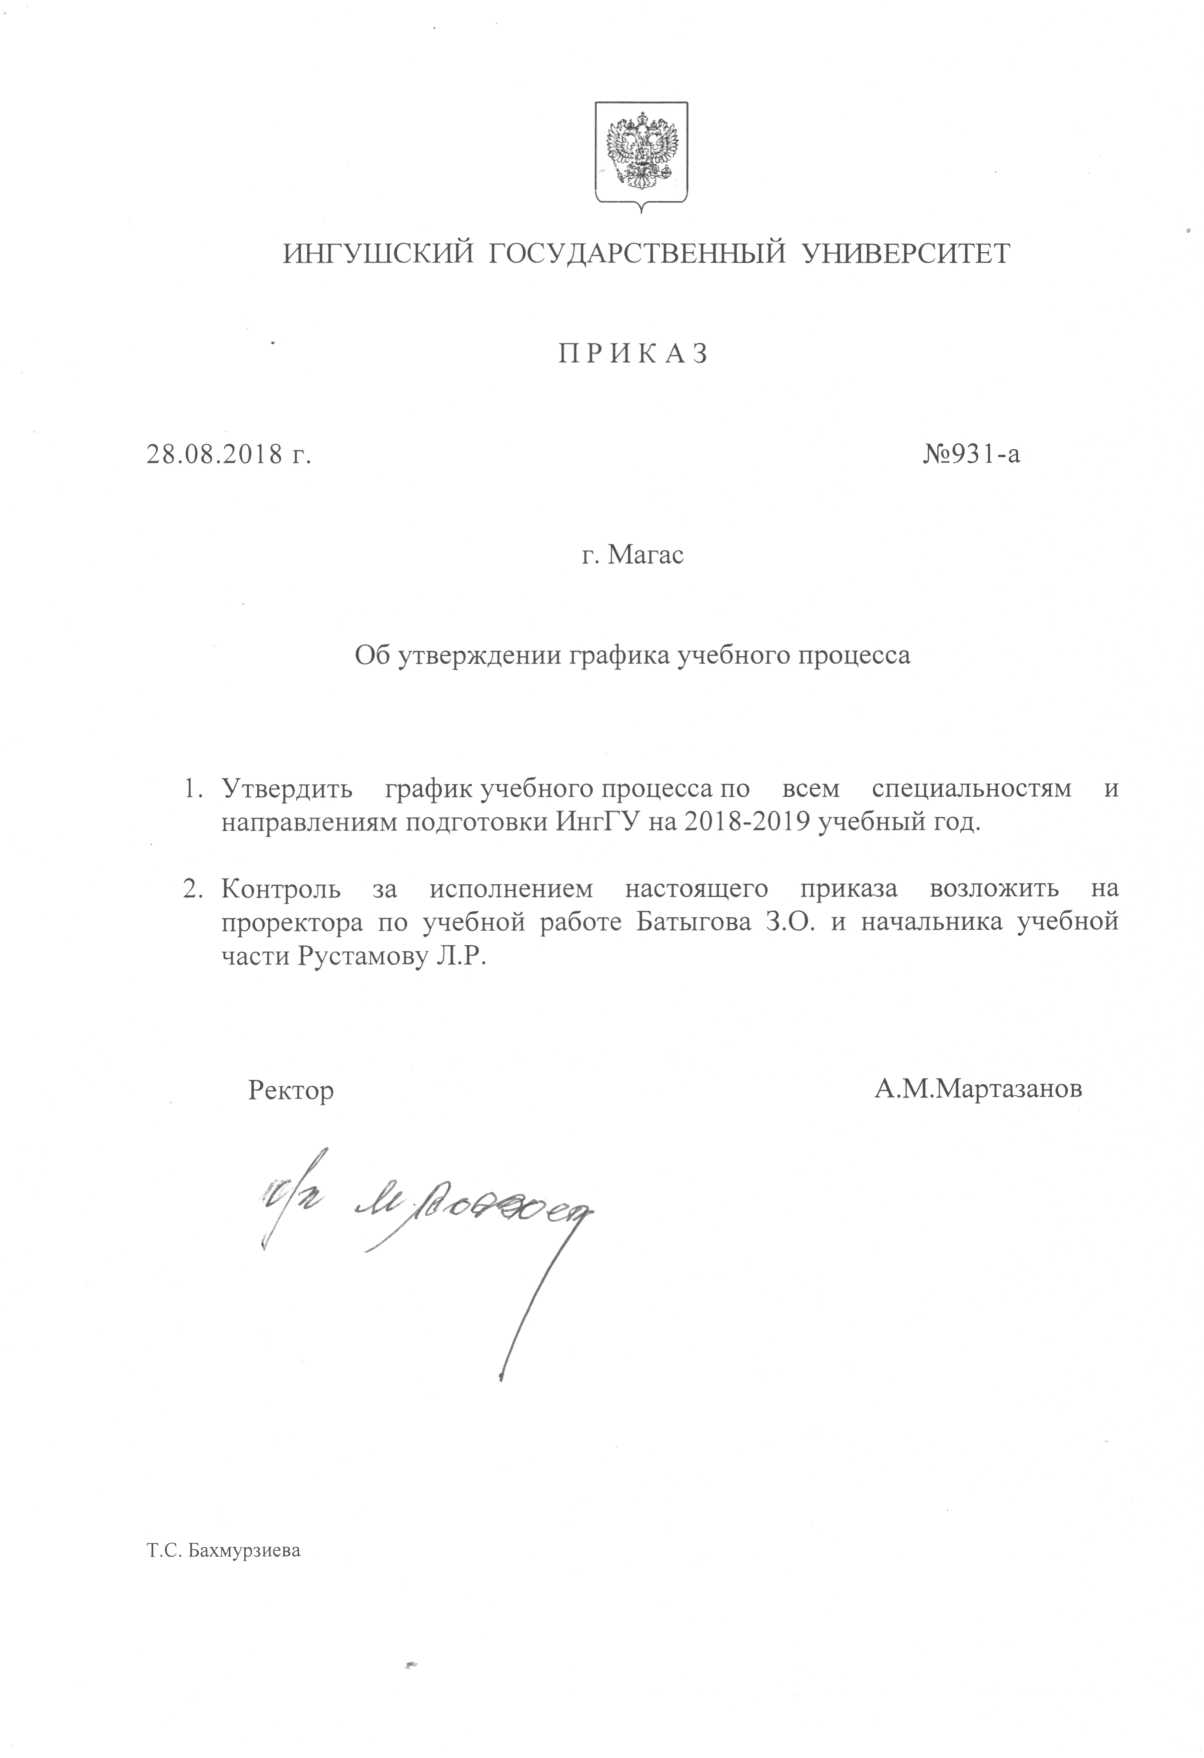 ИНГУШСКИЙ ГОСУДАРСТВЕННЫЙ УНИВЕРСИТЕТ
ПРИКАЗ
28.08.2018 г. №931-а
г. Магас
Об утверждении графика учебного процесса
1. Утвердить график учебного процесса по всем специальностям и
направлениям подготовки ИнгГУ на 2018-2019 учебный год.
2. Контроль за исполнением настоящего приказа возложить на
проректора по учебной работе Батыгова З.О. и начальника учебной
части Рустамову Л.Р.
Ректор А.М.Мартазанов
Т.С. Бахмурзиева